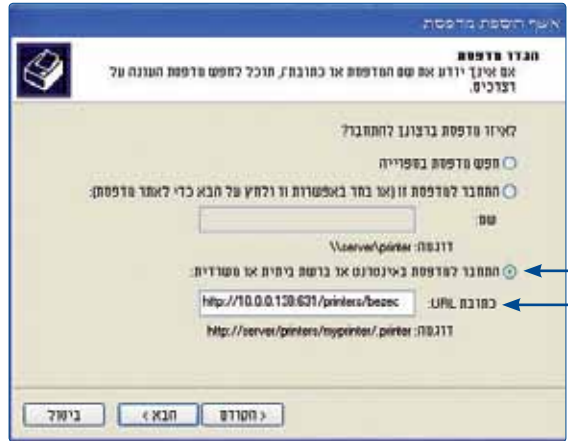 אשף הוספת מדפסת
הגדר מדפסת
אם אינך יודע את שם המדפסת או כתובתה, תוכל לחפש מדפסת העונה על
רצרכים.
לאיזו מדפסת ברצונך להתחבר?
חפש מדפסת בספרייה
התחבר למדפסת זו (או בחר באפשרות זו ולחץ על הבא כדי לאתר מדפסת):
שם:
דוגמה: \\server\printer
התחבר למדפסת באינטרנט או ברשת ביתית או משרדית:
כתובת URL: http://10.0.0.138:631/printers/bezec
דוגמה: http://server/printers/myprinter/.printer
< הקודם
הבא >
ביטול